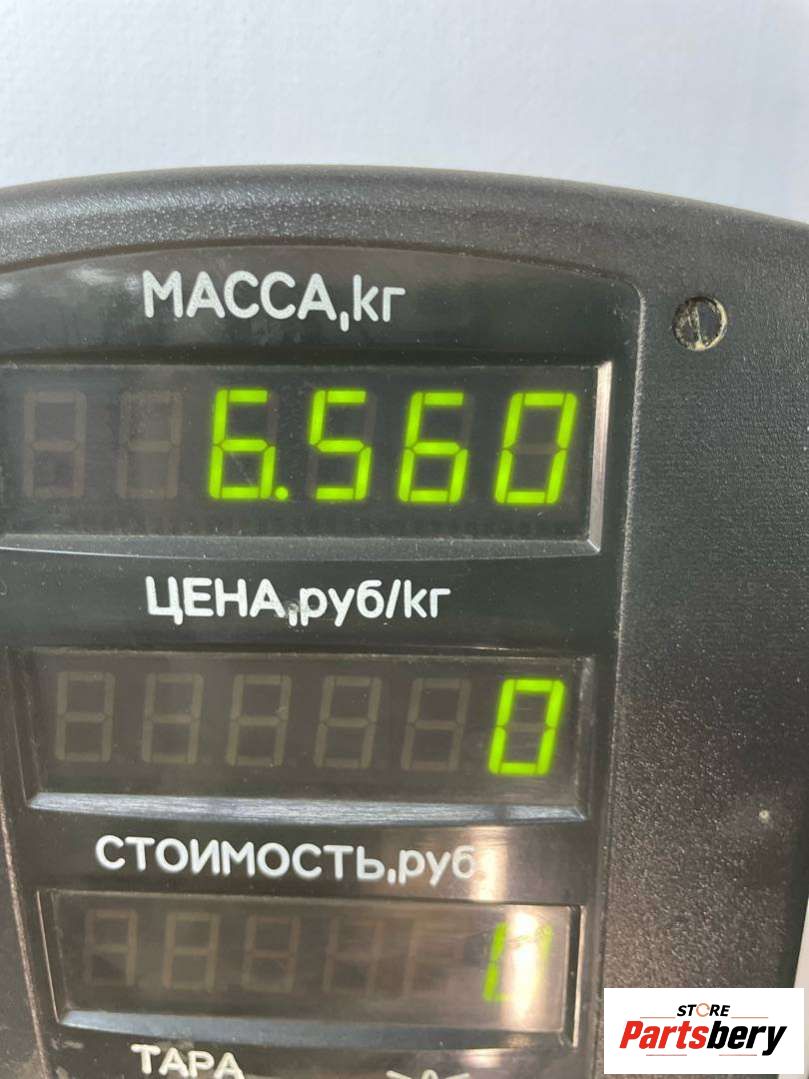 МАССА,кг
6.560
ЦЕНА,руб/кг
0
СТОИМОСТЬ,руб
0
ТАРА
STORE
Partsbery